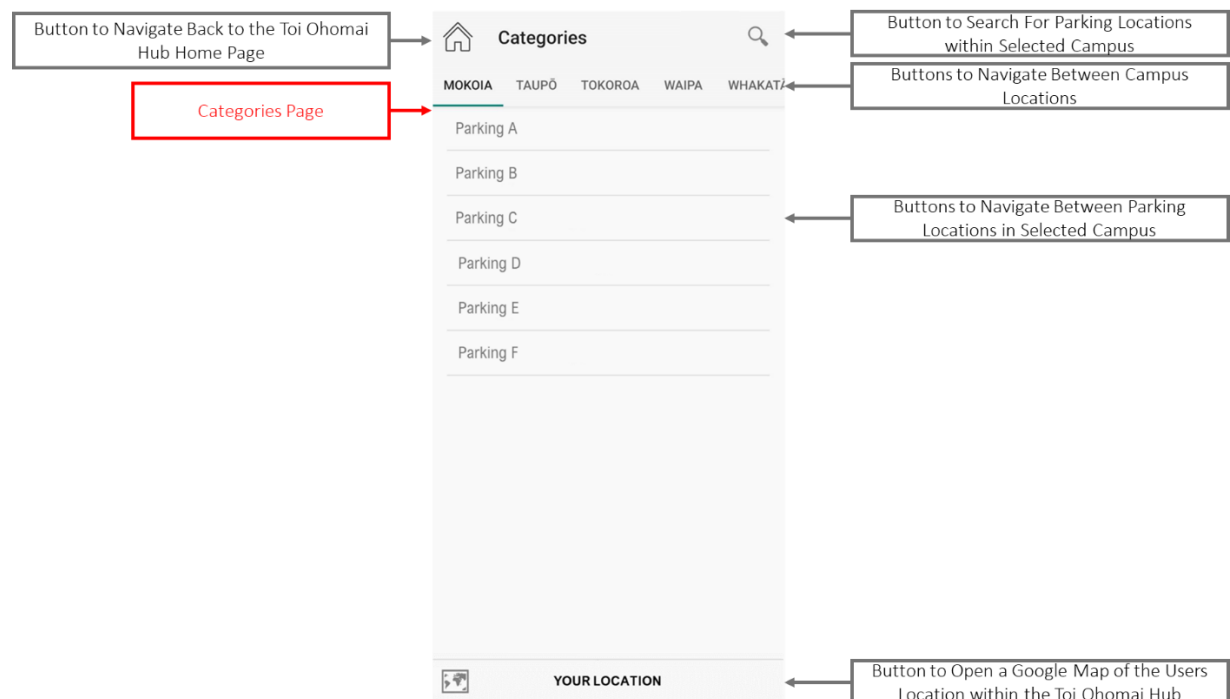 Button to Navigate Back to the Toi Ohomai
Hub Home Page
Categories
Button to Search For Parking Locations
within Selected Campus
MOKOIA TAUPŌ TOKOROA WAIPA WHAKATĀ
Buttons to Navigate Between Campus
Locations
Categories Page
Parking A
Parking B
Parking C
Buttons to Navigate Between Parking
Locations in Selected Campus
Parking D
Parking E
Parking F
YOUR LOCATION
Button to Open a Google Map of the Users
Location within the Toi Ohomai Hub